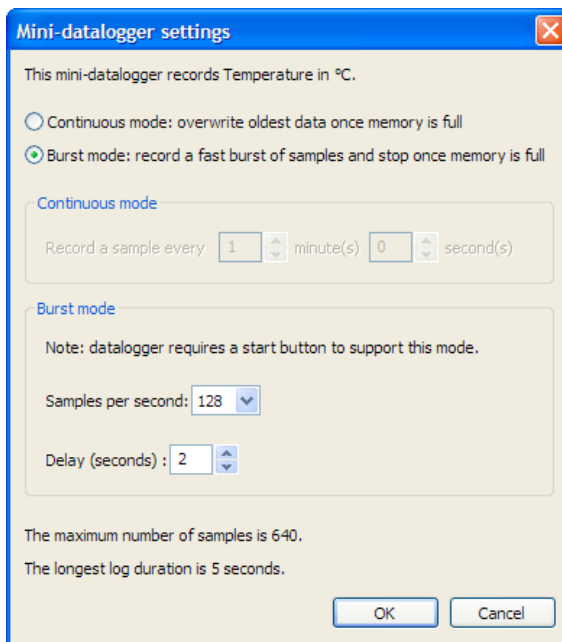 Mini-datalogger settings
This mini-datalogger records Temperature in °C.
Continuous mode: overwrite oldest data once memory is full
Burst mode: record a fast burst of samples and stop once memory is full
Continuous mode
Record a sample every 1 minute(s) 0 second(s)
Burst mode
Note: datalogger requires a start button to support this mode.
Samples per second: 128
Delay (seconds) : 2
The maximum number of samples is 640.
The longest log duration is 5 seconds.
OK Cancel